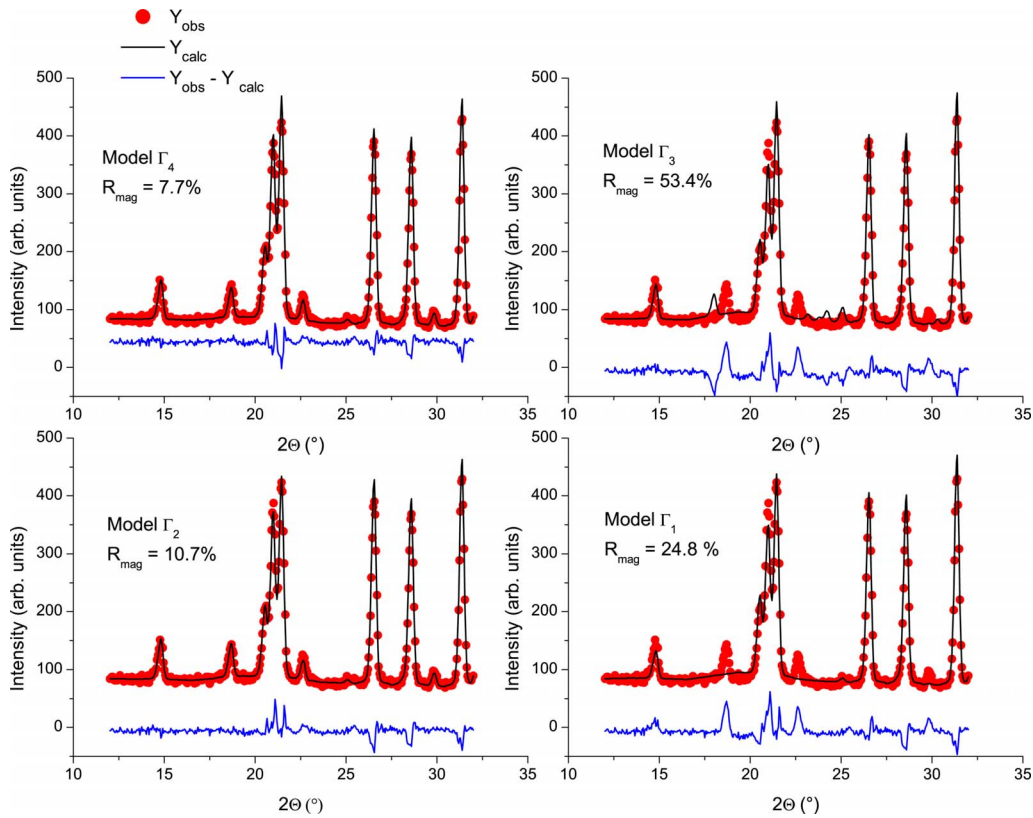 Y_obs
Y_calc
Y_obs - Y_calc
500
400
300
200
100
0
Intensity (arb. units)
Model Γ_4
R_mag = 7.7%
10 15 20 25 30 35
2Θ (°)
500
400
300
200
100
0
Intensity (arb. units)
Model Γ_3
R_mag = 53.4%
10 15 20 25 30 35
2Θ (°)
500
400
300
200
100
0
Intensity (arb. units)
Model Γ_2
R_mag = 10.7%
10 15 20 25 30 35
2Θ (°)
500
400
300
200
100
0
Intensity (arb. units)
Model Γ_1
R_mag = 24.8 %
10 15 20 25 30 35
2Θ (°)